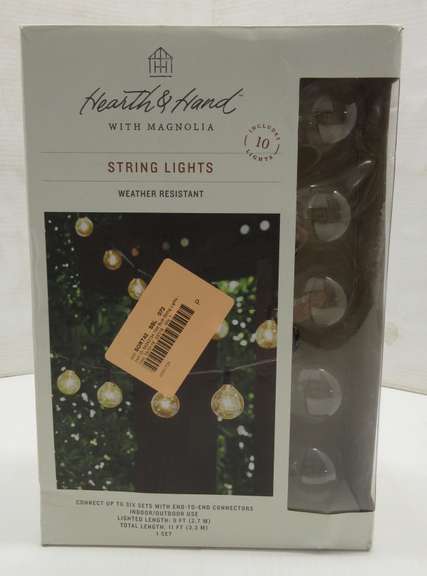 Hearth & Hand™
WITH MAGNOLIA
INCLUDES
10
LIGHTS
STRING LIGHTS
WEATHER RESISTANT
P
CONNECT UP TO SIX SETS WITH END-TO-END CONNECTORS
INDOOR/OUTDOOR USE
LIGHTED LENGTH: 9 FT (2.7 M)
TOTAL LENGTH: 11 FT (3.3 M)
1 SET